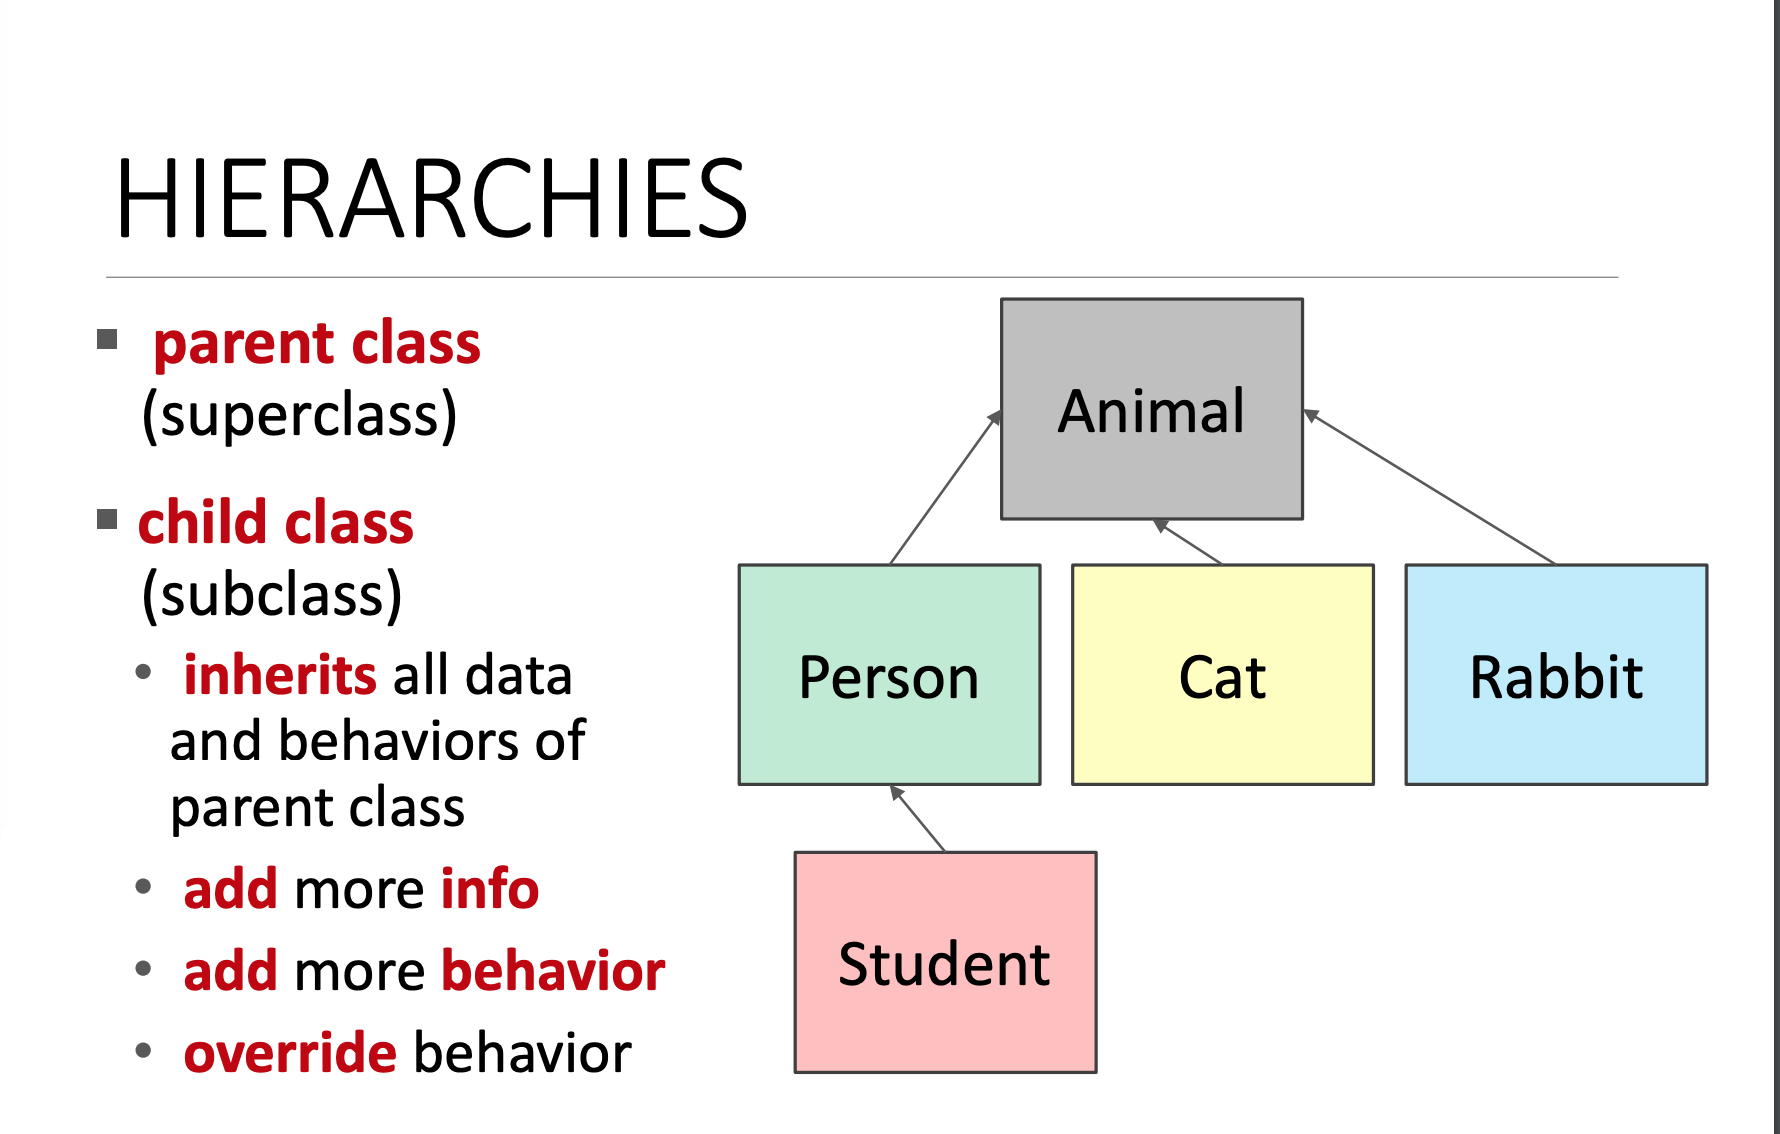 HIERARCHIES
▪ parent class
(superclass)
▪ child class
(subclass)
• inherits all data
and behaviors of
parent class
• add more info
• add more behavior
• override behavior
Animal
Person
Cat
Rabbit
Student